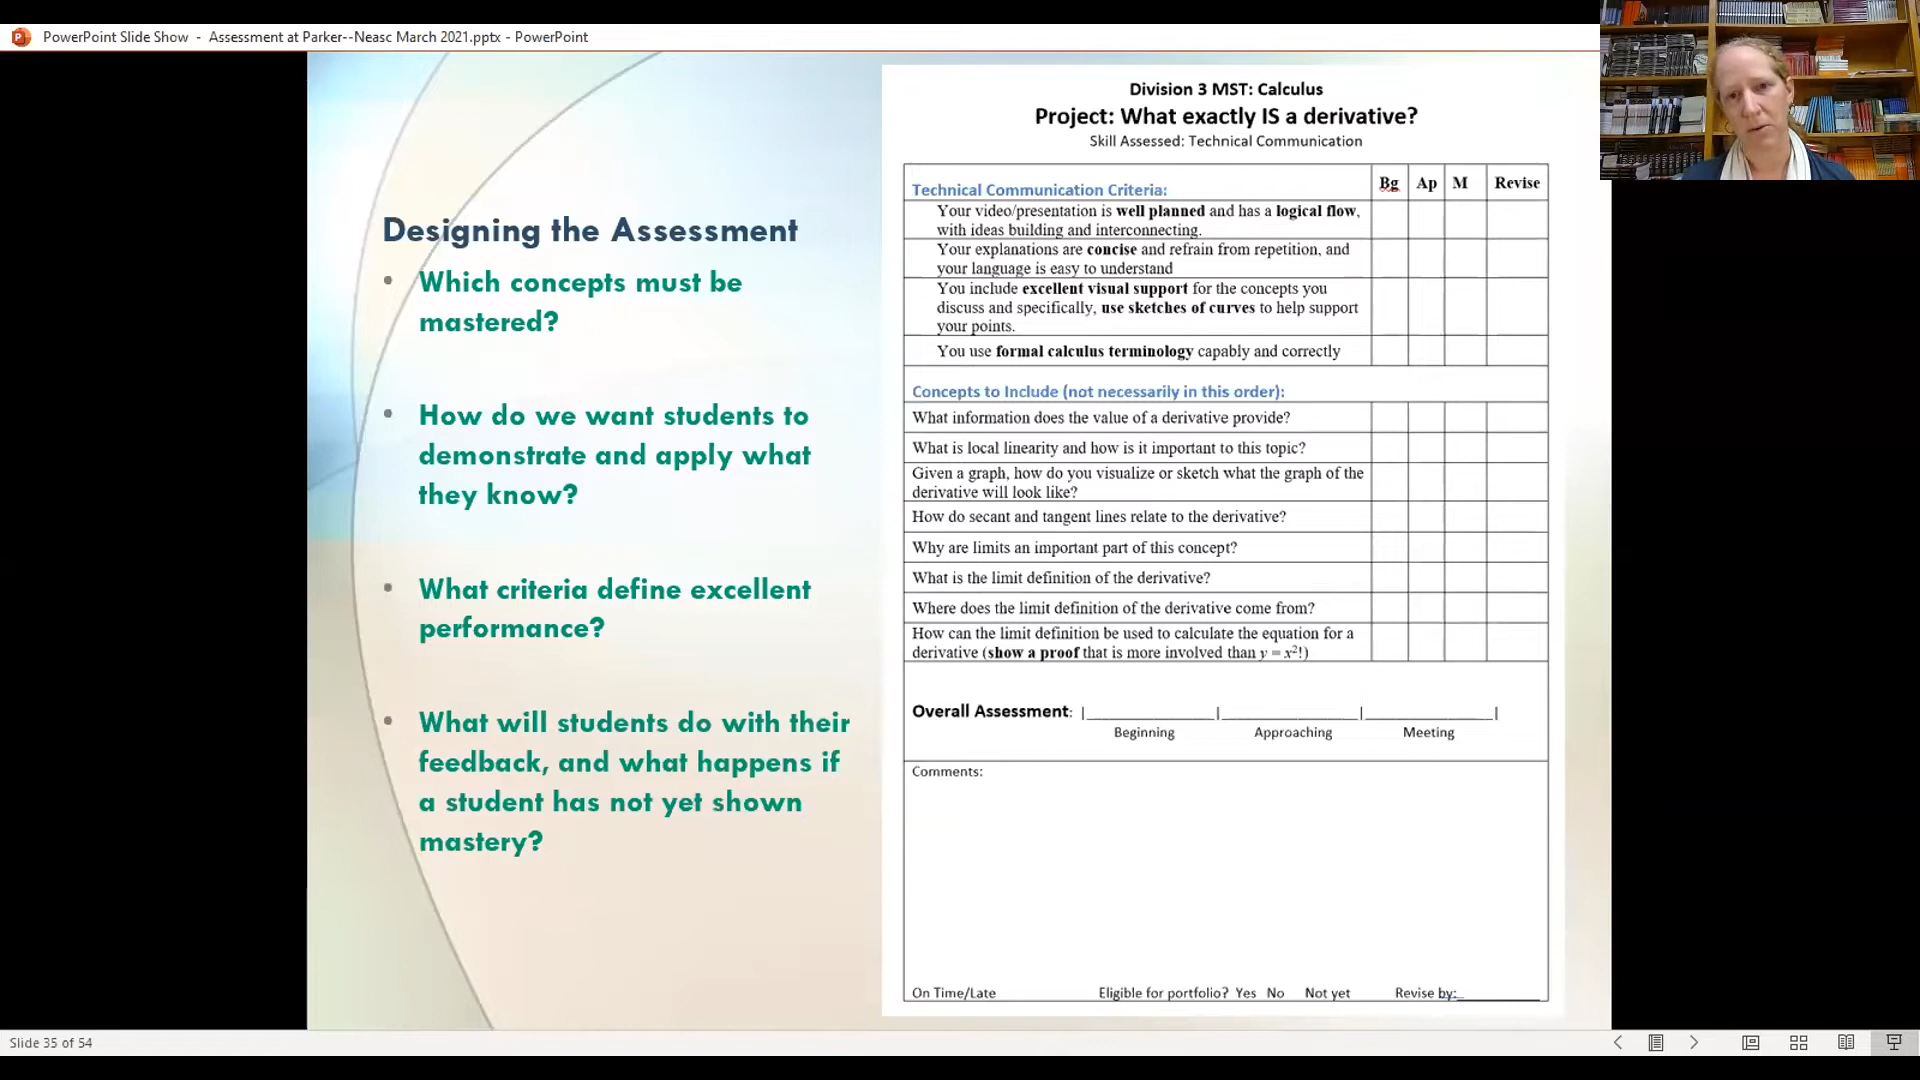 PowerPoint Slide Show - Assessment at Parker--Neasc March 2021.pptx - PowerPoint
Designing the Assessment
• Which concepts must be
mastered?
• How do we want students to
demonstrate and apply what
they know?
• What criteria define excellent
performance?
• What will students do with their
feedback, and what happens if
a student has not yet shown
mastery?
Division 3 MST: Calculus
Project: What exactly IS a derivative?
Skill Assessed: Technical Communication
Technical Communication Criteria: Bg Ap M Revise
Your video/presentation is well planned and has a logical flow,
with ideas building and interconnecting.
Your explanations are concise and refrain from repetition, and
your language is easy to understand
You include excellent visual support for the concepts you
discuss and specifically, use sketches of curves to help support
your points.
You use formal calculus terminology capably and correctly
Concepts to Include (not necessarily in this order):
What information does the value of a derivative provide?
What is local linearity and how is it important to this topic?
Given a graph, how do you visualize or sketch what the graph of the
derivative will look like?
How do secant and tangent lines relate to the derivative?
Why are limits an important part of this concept?
What is the limit definition of the derivative?
Where does the limit definition of the derivative come from?
How can the limit definition be used to calculate the equation for a
derivative (show a proof that is more involved than y = x²!)
Overall Assessment: |______________|______________|______________|
Beginning Approaching Meeting
Comments:
On Time/Late Eligible for portfolio? Yes No Not yet Revise by:__________
Slide 35 of 54